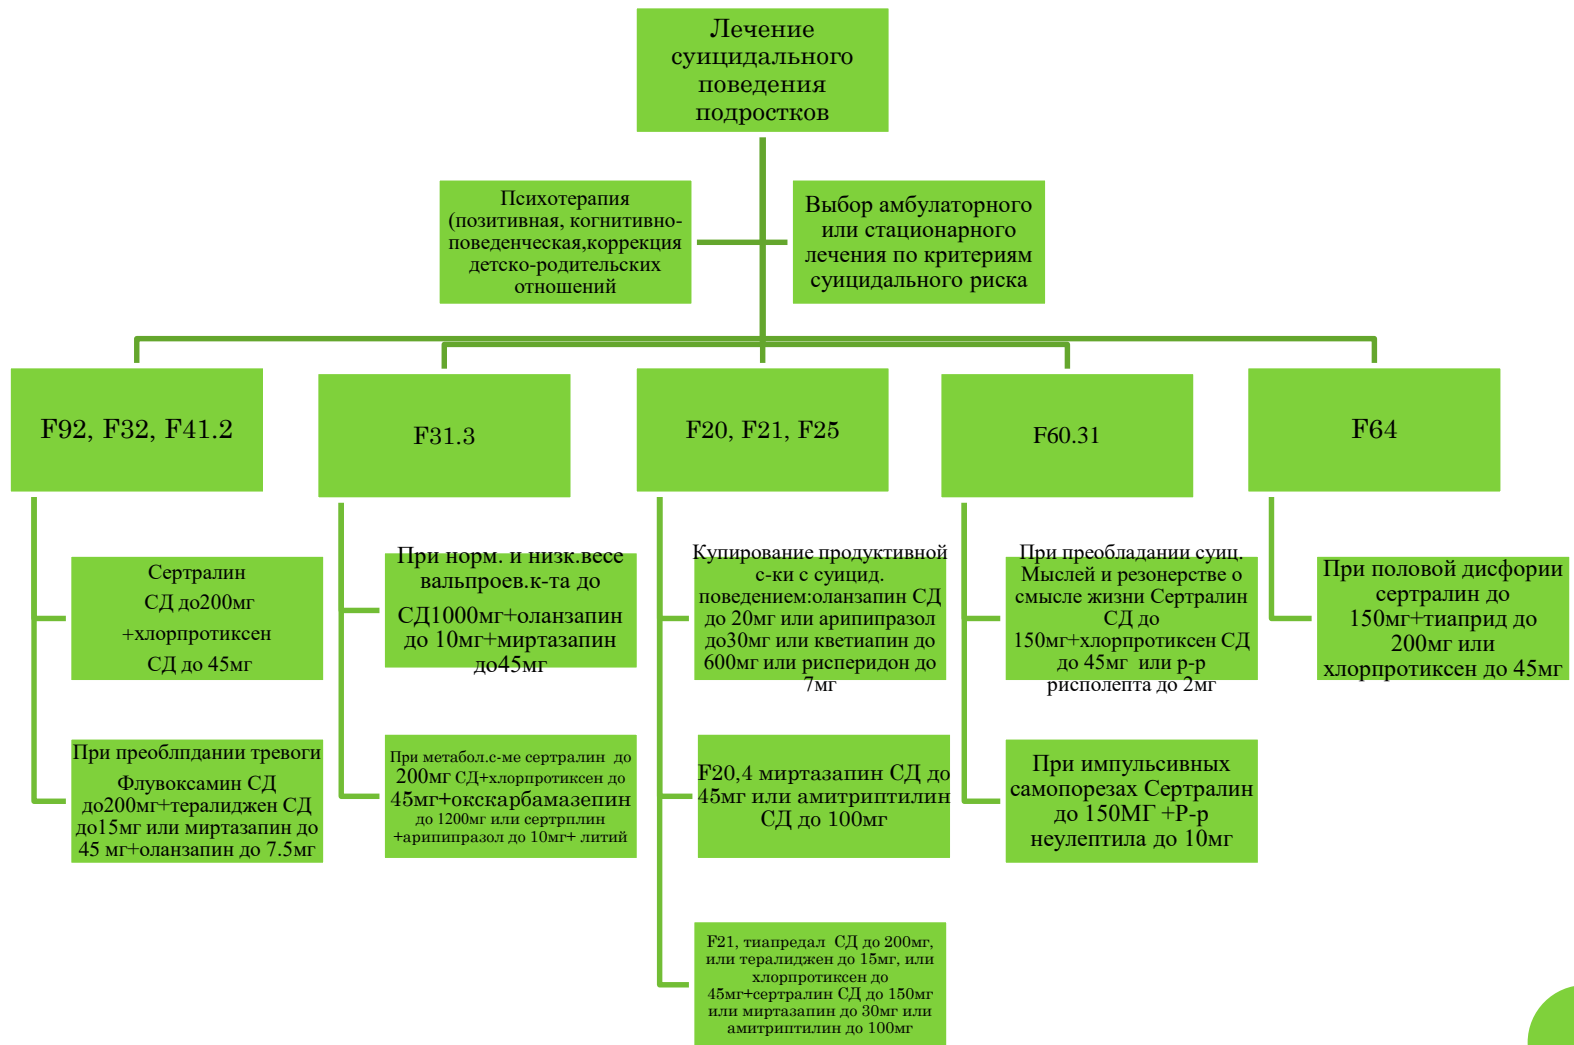 Лечение
суицидального
поведения
подростков
Психотерапия
(позитивная, когнитивно-
поведенческая,коррекция
детско-родительских
отношений
Выбор амбулаторного
или стационарного
лечения по критериям
суицидального риска
F92, F32, F41.2
F31.3
F20, F21, F25
F60.31
F64
Сертралин
СД до200мг
+хлорпротиксен
СД до 45мг
При преоблпдании тревоги
Флувоксамин СД
до200мг+тералиджен СД
до15мг или миртазапин до
45 мг+оланзапин до 7.5мг
При норм. и низк.весе
вальпроев.к-та до
СД1000мг+оланзапин
до 10мг+миртазапин
до45мг
При метабол.с-ме сертралин до
200мг СД+хлорпротиксен до
45мг+окскарбамазепин
до 1200мг или сертрплин
+арипипразол до 10мг+ литий
Купирование продуктивной
с-ки с суицид.
поведением:оланзапин СД
до 20мг или арипипразол
до30мг или кветиапин до
600мг или рисперидон до
7мг
F20,4 миртазапин СД до
45мг или амитриптилин
СД до 100мг
F21, тиапредал СД до 200мг,
или тералиджен до 15мг, или
хлорпротиксен до
45мг+сертралин СД до 150мг
или миртазапин до 30мг или
амитриптилин до 100мг
При преобладании суиц.
Мыслей и резонерстве о
смысле жизни Сертралин
СД до
150мг+хлорпротиксен СД
до 45мг или р-р
рисполепта до 2мг
При импульсивных
самопорезах Сертралин
до 150МГ +Р-р
неулептила до 10мг
При половой дисфории
сертралин до
150мг+тиаприд до
200мг или
хлорпротиксен до 45мг